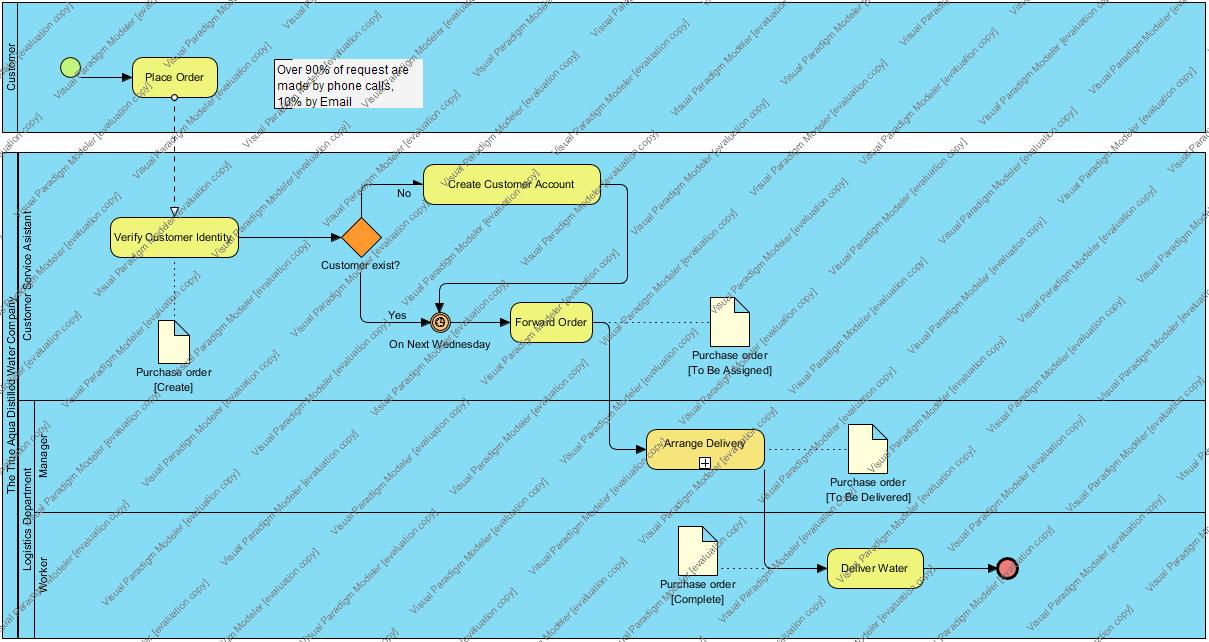 Customer
Place Order
Over 90% of request are
made by phone calls,
10% by Email
The True Aqua Distilled Water Company
Customer Service Asistant
Verify Customer Identity
No
Create Customer Account
Customer exist?
Yes
On Next Wednesday
Forward Order
Purchase order
[Create]
Purchase order
[To Be Assigned]
Logistics Department
Manager
Arrange Delivery
Purchase order
[To Be Delivered]
Worker
Purchase order
[Complete]
Deliver Water
Visual Paradigm Modeler [evaluation copy]